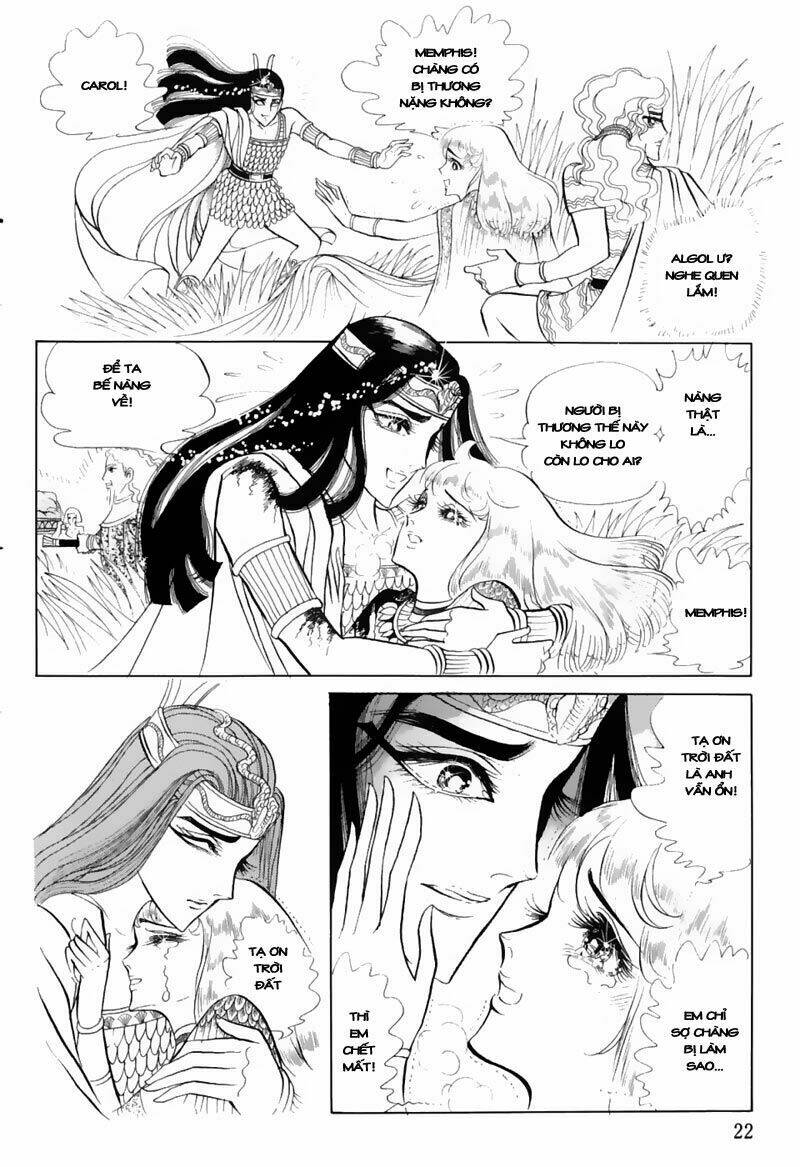 CAROL!
MEMPHIS!
CHÀNG CÓ
BỊ THƯƠNG
NẶNG KHÔNG?
ALGOL Ư?
NGHE QUEN
LẮM!
ĐỂ TA
BẾ NÀNG
VỀ!
NGƯỜI BỊ
THƯƠNG THẾ NÀY
KHÔNG LO
CÒN LO CHO AI?
NÀNG
THẬT
LÀ...
MEMPHIS!
TẠ ƠN
TRỜI ĐẤT
TẠ ƠN
TRỜI ĐẤT
LÀ ANH
VẪN ỔN!
EM CHỈ
SỢ CHÀNG
BỊ LÀM
SAO...
THÌ
EM
CHẾT
MẤT!
22